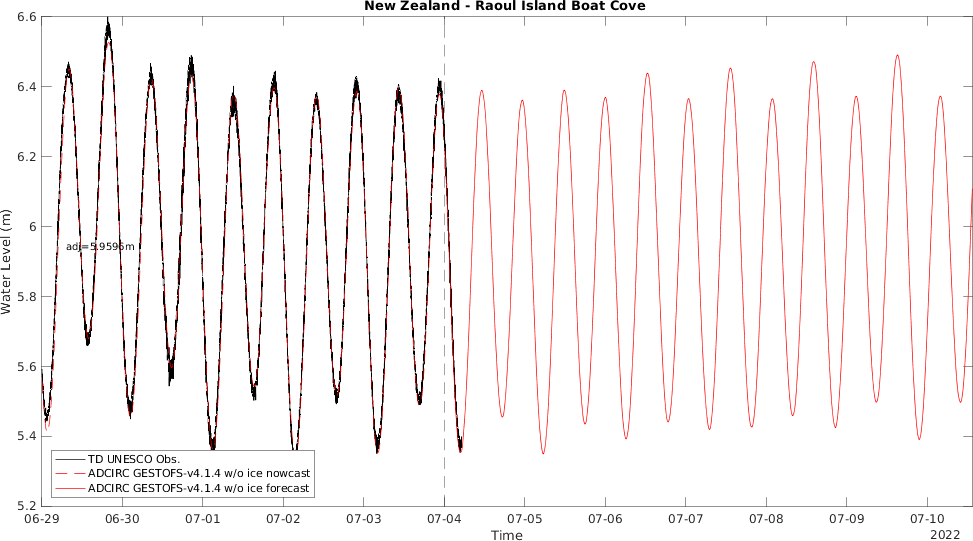 New Zealand - Raoul Island Boat Cove
Water Level (m)
6.6
6.4
6.2
6
5.8
5.6
5.4
5.2
adj=5.9596m
TD UNESCO Obs.
ADCIRC GESTOFS-v4.1.4 w/o ice nowcast
ADCIRC GESTOFS-v4.1.4 w/o ice forecast
06-29 06-30 07-01 07-02 07-03 07-04 07-05 07-06 07-07 07-08 07-09 07-10
Time
2022